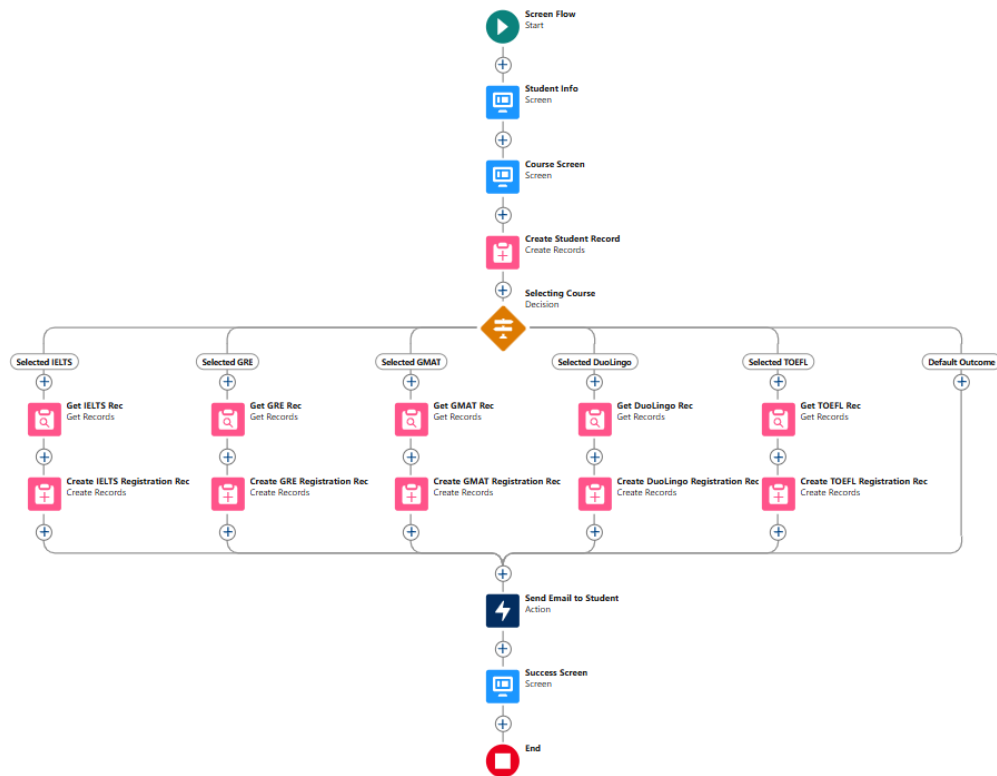 Screen Flow
Start
Student Info
Screen
Course Screen
Screen
Create Student Record
Create Records
Selecting Course
Decision
Selected IELTS
Selected GRE
Selected GMAT
Selected DuoLingo
Selected TOEFL
Default Outcome
Get IELTS Rec
Get Records
Get GRE Rec
Get Records
Get GMAT Rec
Get Records
Get DuoLingo Rec
Get Records
Get TOEFL Rec
Get Records
Create IELTS Registration Rec
Create Records
Create GRE Registration Rec
Create Records
Create GMAT Registration Rec
Create Records
Create DuoLingo Registration Rec
Create Records
Create TOEFL Registration Rec
Create Records
Send Email to Student
Action
Success Screen
Screen
End